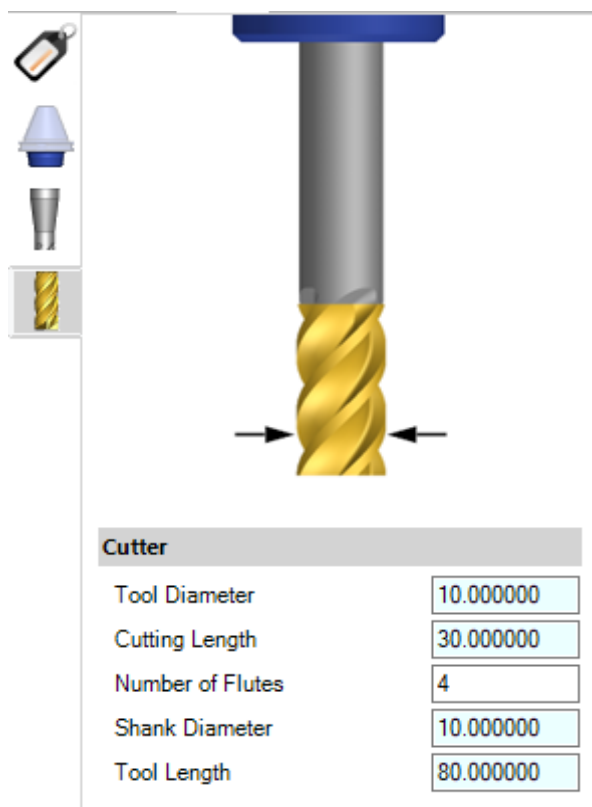 Cutter
Tool Diameter 10.000000
Cutting Length 30.000000
Number of Flutes 4
Shank Diameter 10.000000
Tool Length 80.000000